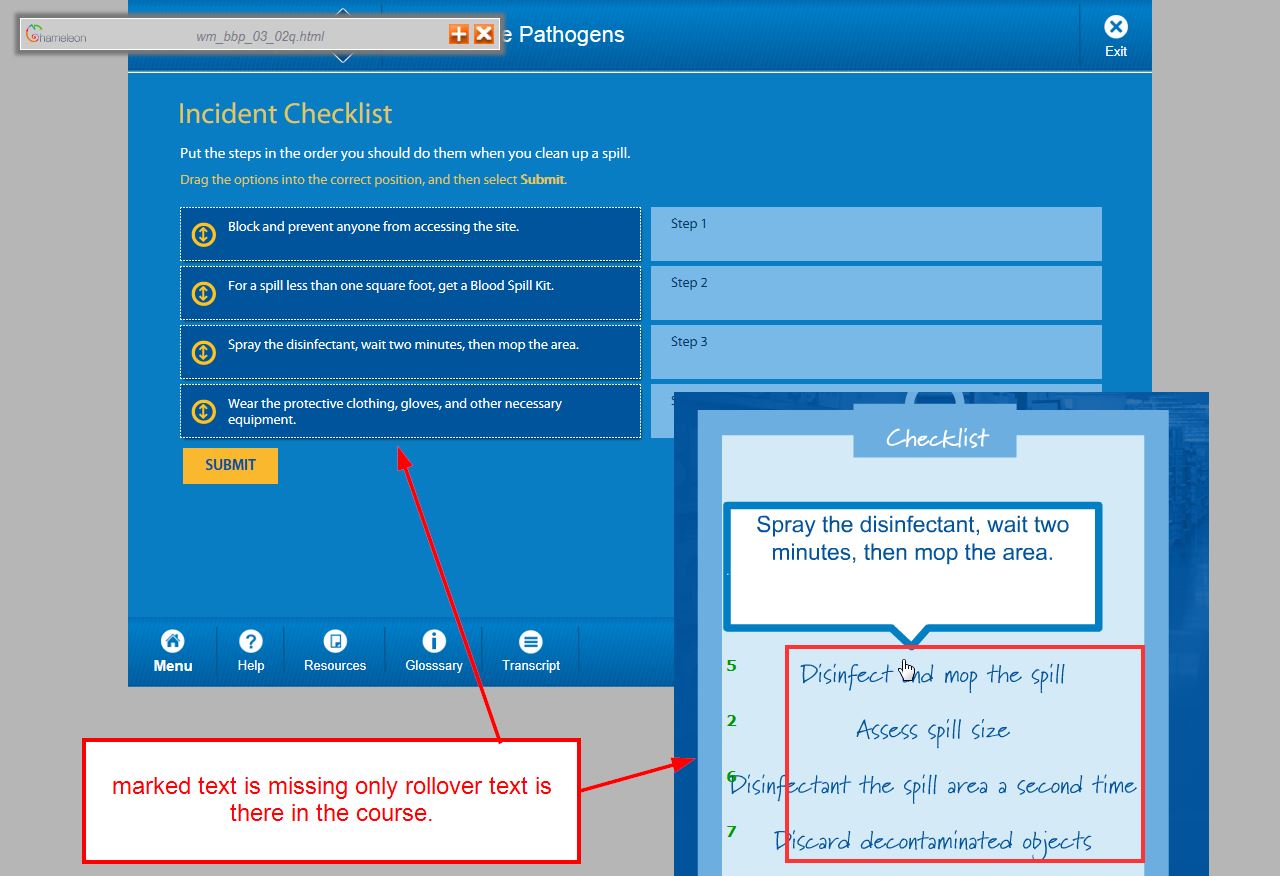 hameleon
wm_bbp_03_02q.html
e Pathogens
Exit
Incident Checklist
Put the steps in the order you should do them when you clean up a spill.
Drag the options into the correct position, and then select Submit.
Block and prevent anyone from accessing the site.
Step 1
For a spill less than one square foot, get a Blood Spill Kit.
Step 2
Spray the disinfectant, wait two minutes, then mop the area.
Step 3
Wear the protective clothing, gloves, and other necessary
equipment.
SUBMIT
Menu
Help
Resources
Glosssary
Transcript
Checklist
Spray the disinfectant, wait two
minutes, then mop the area.
5 Disinfect and mop the spill
2 Assess spill size
6 Disinfectant the spill area a second time
7 Discard decontaminated objects
marked text is missing only rollover text is
there in the course.